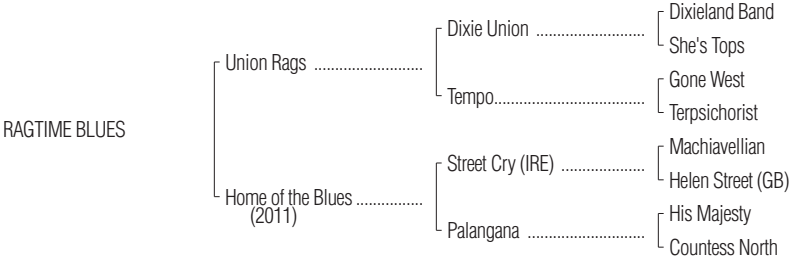 Dixieland Band
Dixie Union ..........................
She's Tops
Union Rags ..........................
Gone West
Tempo....................................
Terpsichorist
RAGTIME BLUES
Machiavellian
Street Cry (IRE) ....................
Helen Street (GB)
Home of the Blues ................
(2011)
His Majesty
Palangana ............................
Countess North